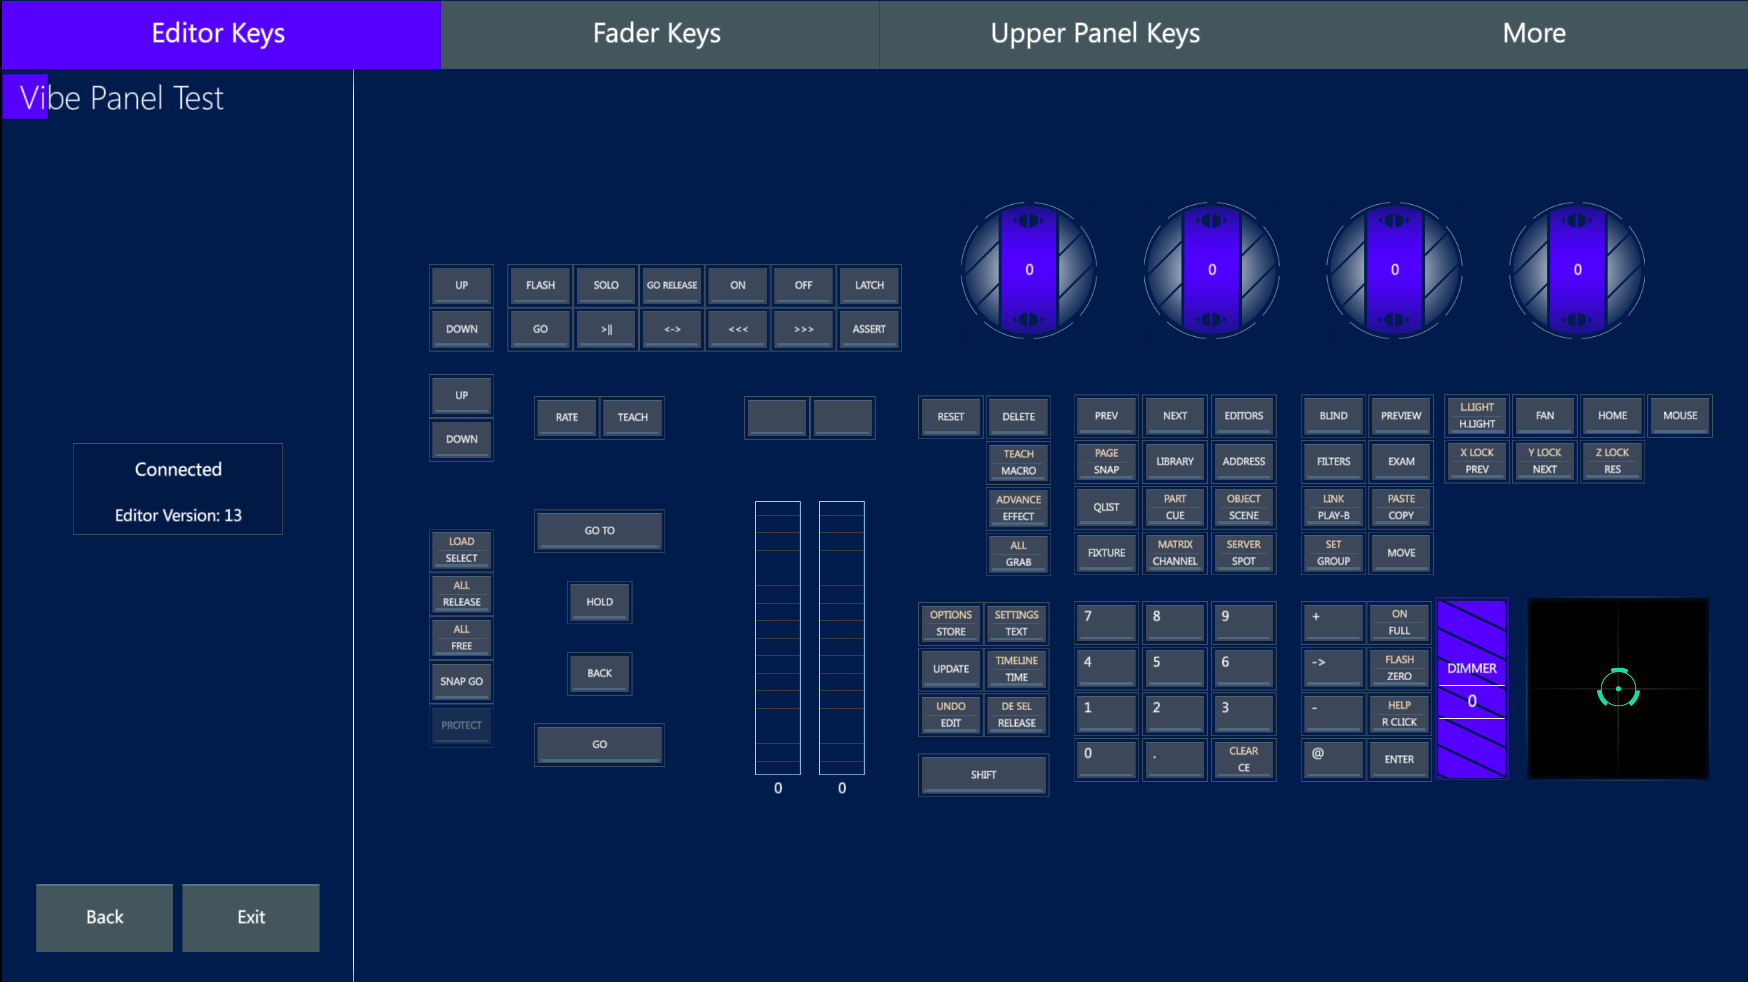 Editor Keys
Fader Keys
Upper Panel Keys
More
Vibe Panel Test
Connected
Editor Version: 13
Back
Exit
UP
FLASH
SOLO
GO RELEASE
ON
OFF
LATCH
DOWN
GO
>||
<->
<<<
>>>
ASSERT
UP
DOWN
RATE
TEACH
LOAD
SELECT
ALL
RELEASE
ALL
FREE
SNAP GO
PROTECT
GO TO
HOLD
BACK
GO
0
0
0
0
0
0
RESET
DELETE
TEACH
MACRO
ADVANCE
EFFECT
ALL
GRAB
PREV
NEXT
EDITORS
PAGE
SNAP
LIBRARY
ADDRESS
QLIST
PART
CUE
OBJECT
SCENE
FIXTURE
MATRIX
CHANNEL
SERVER
SPOT
BLIND
PREVIEW
FILTERS
EXAM
LINK
PLAY-B
PASTE
COPY
SET
GROUP
MOVE
L.LIGHT
H.LIGHT
FAN
HOME
MOUSE
X LOCK
PREV
Y LOCK
NEXT
Z LOCK
RES
OPTIONS
STORE
SETTINGS
TEXT
UPDATE
TIMELINE
TIME
UNDO
EDIT
DE SEL
RELEASE
SHIFT
7
8
9
4
5
6
1
2
3
0
.
CLEAR
CE
+
ON
FULL
->
FLASH
ZERO
-
HELP
R CLICK
@
ENTER
DIMMER
0